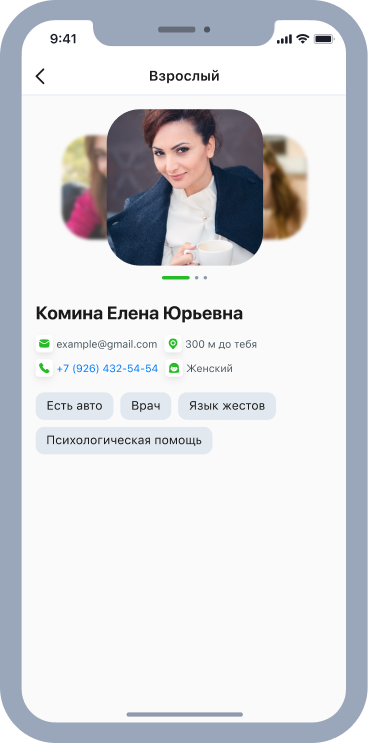 9:41
Взрослый
Комина Елена Юрьевна
example@gmail.com 300 м до тебя
+7 (926) 432-54-54 Женский
Есть авто Врач Язык жестов
Психологическая помощь